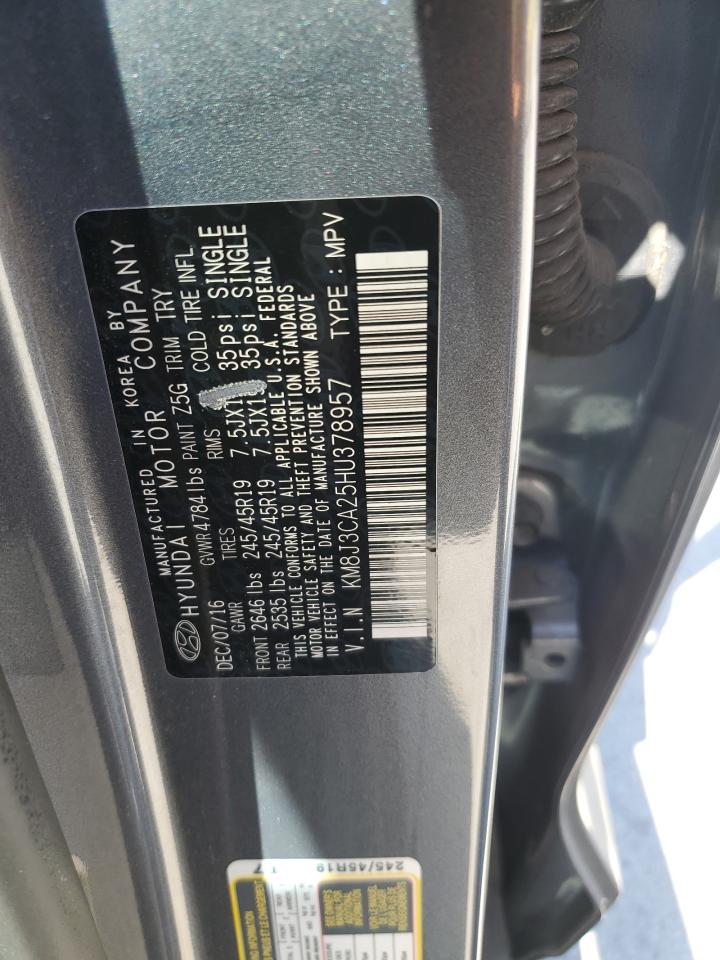 MANUFACTURED IN KOREA BY
HYUNDAI MOTOR COMPANY
DEC/07/16 GVWR 4784 lbs PAINT Z5G TRIM TRY
GAWR TIRES RMS COLD TIRE INFL.
FRONT 2646 lbs 245/45R19 7.5JX1 35psi SINGLE
REAR 2535 lbs 245/45R19 7.5JX1 35psi SINGLE
THIS VEHICLE CONFORMS TO ALL APPLICABLE U.S.A. FEDERAL
MOTOR VEHICLE SAFETY AND THEFT PREVENTION STANDARDS
IN EFFECT ON THE DATE OF MANUFACTURE SHOWN ABOVE
V.I.N KM8J3CA25HU378957 TYPE : MPV
245/45R19